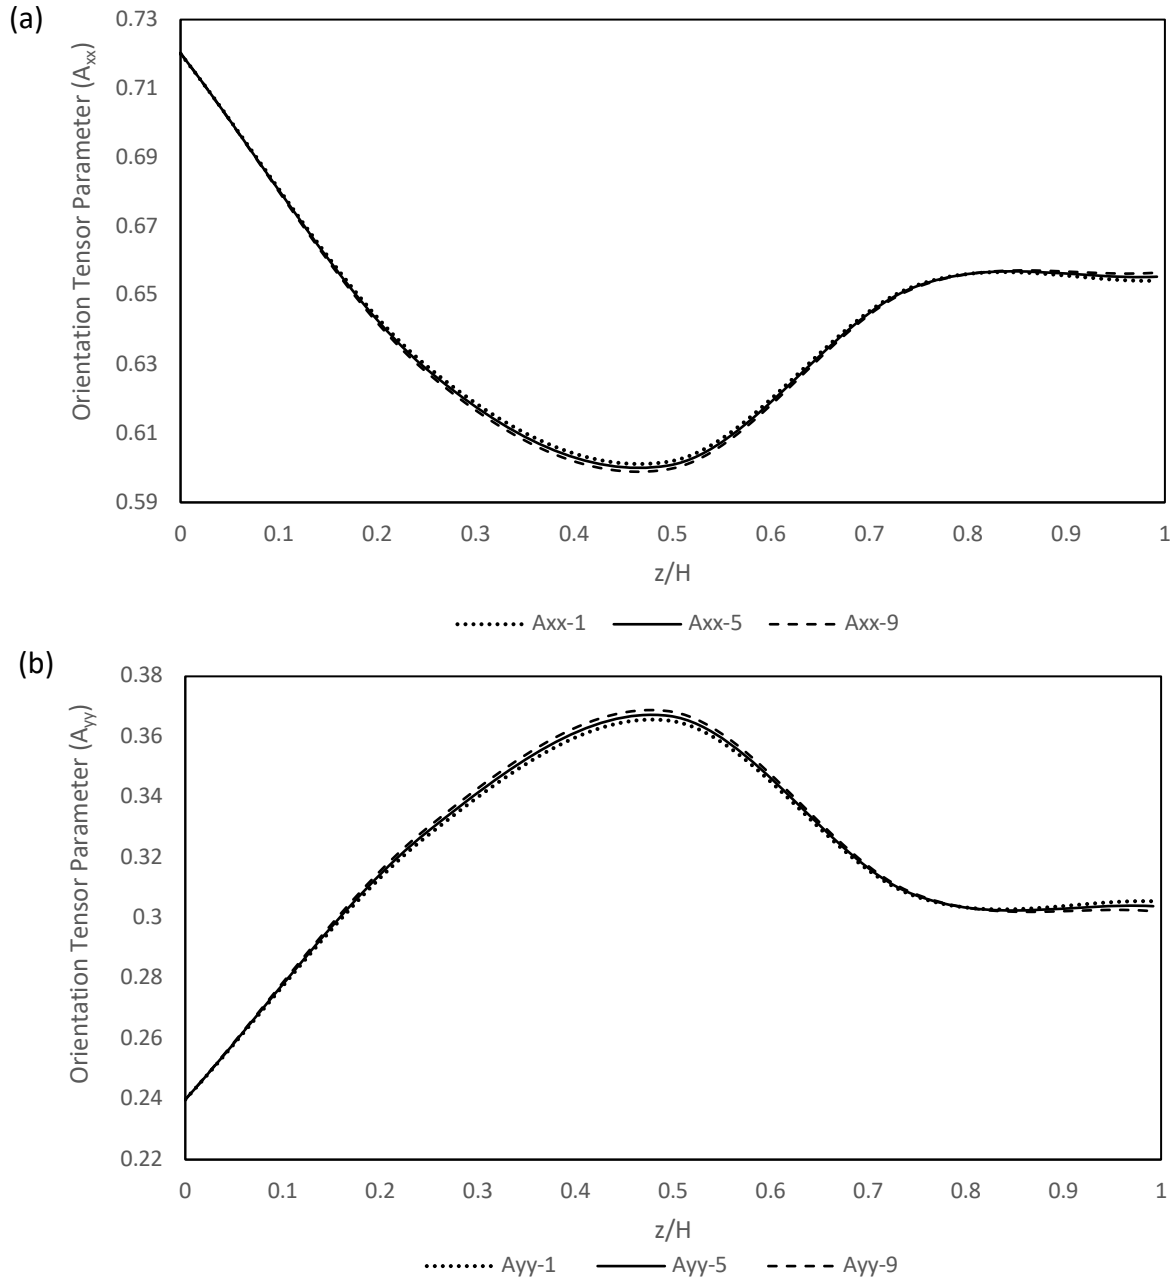 (a)
Orientation Tensor Parameter (Axx)
0.73
0.71
0.69
0.67
0.65
0.63
0.61
0.59
0 0.1 0.2 0.3 0.4 0.5 0.6 0.7 0.8 0.9 1
z/H
Axx-1 Axx-5 Axx-9
(b)
Orientation Tensor Parameter (Ayy)
0.38
0.36
0.34
0.32
0.3
0.28
0.26
0.24
0.22
0 0.1 0.2 0.3 0.4 0.5 0.6 0.7 0.8 0.9 1
z/H
Ayy-1 Ayy-5 Ayy-9